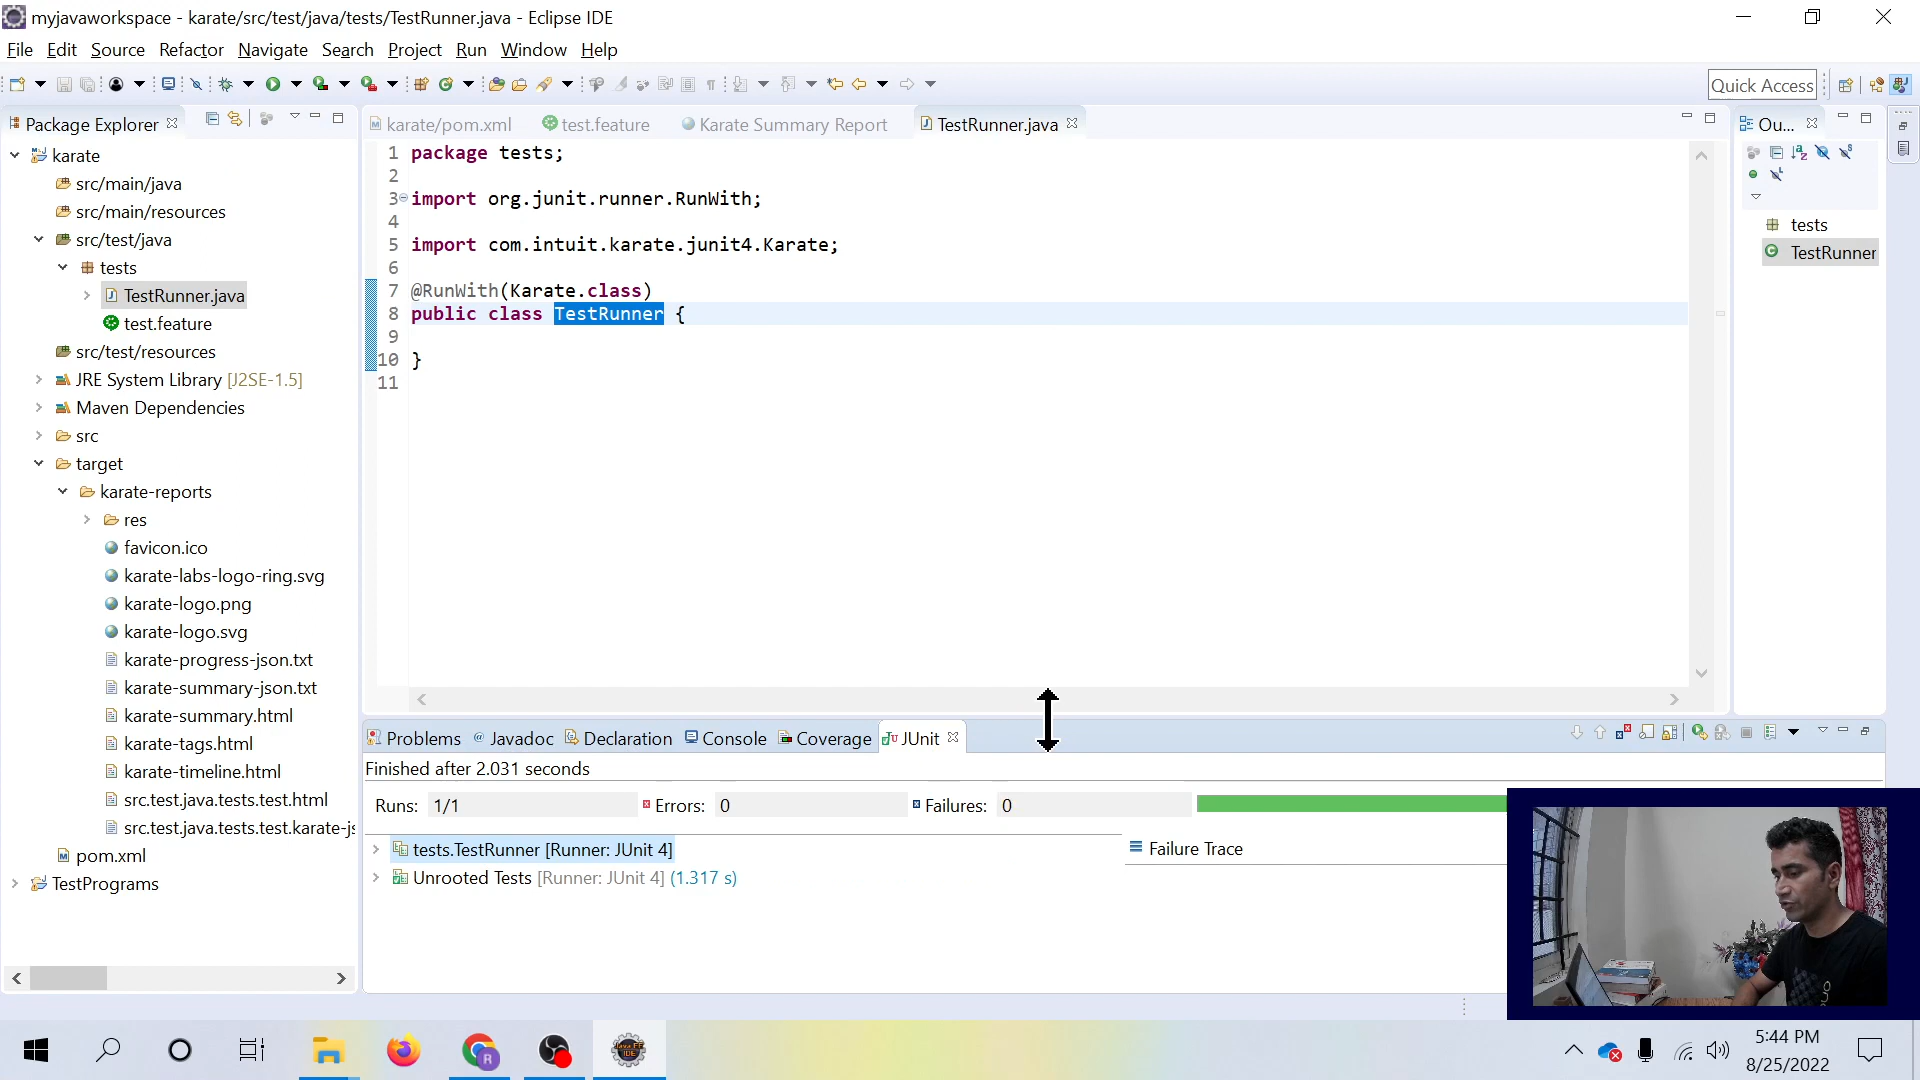 myjavaworkspace - karate/src/test/java/tests/TestRunner.java - Eclipse IDE
File Edit Source Refactor Navigate Search Project Run Window Help
Quick Access
Package Explorer
karate
src/main/java
src/main/resources
src/test/java
tests
TestRunner.java
test.feature
src/test/resources
JRE System Library [J2SE-1.5]
Maven Dependencies
src
target
karate-reports
res
favicon.ico
karate-labs-logo-ring.svg
karate-logo.png
karate-logo.svg
karate-progress-json.txt
karate-summary-json.txt
karate-summary.html
karate-tags.html
karate-timeline.html
src.test.java.tests.test.html
src.test.java.tests.test.karate-js
pom.xml
TestPrograms
karate/pom.xml test.feature Karate Summary Report TestRunner.java
1 package tests;
2
3 import org.junit.runner.RunWith;
4
5 import com.intuit.karate.junit4.Karate;
6
7 @RunWith(Karate.class)
8 public class TestRunner {
9
10 }
11
Ou...
tests
TestRunner
Problems Javadoc Declaration Console Coverage JUnit
Finished after 2.031 seconds
Runs: 1/1 Errors: 0 Failures: 0
tests.TestRunner [Runner: JUnit 4]
Unrooted Tests [Runner: JUnit 4] (1.317 s)
Failure Trace
5:44 PM
8/25/2022